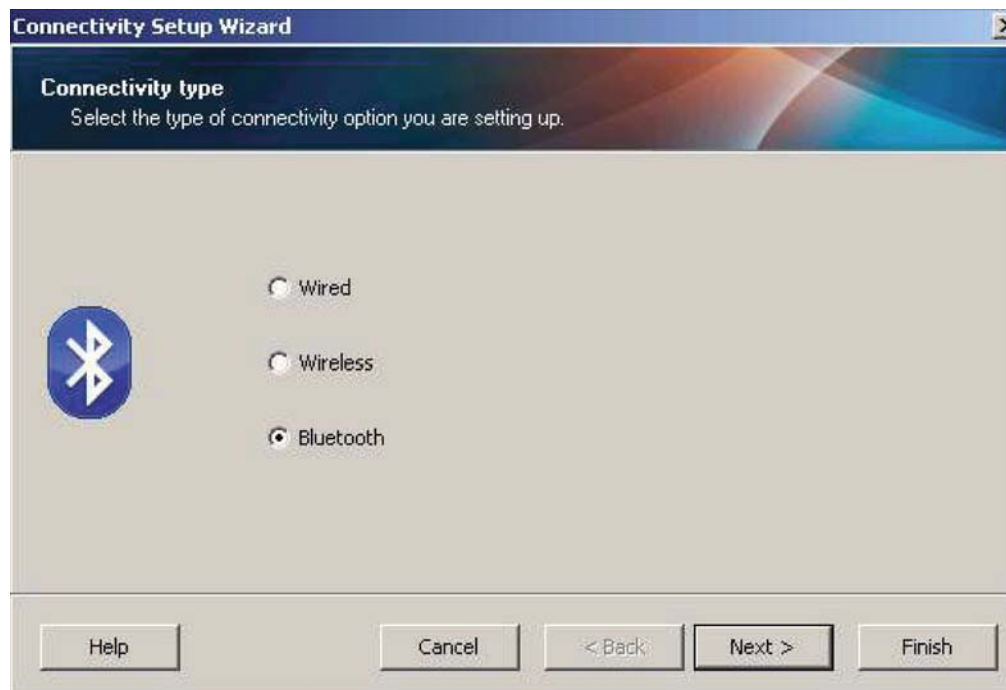 Connectivity Setup Wizard
Connectivity type
Select the type of connectivity option you are setting up.
Wired
Wireless
Bluetooth
Help
Cancel
< Back
Next >
Finish